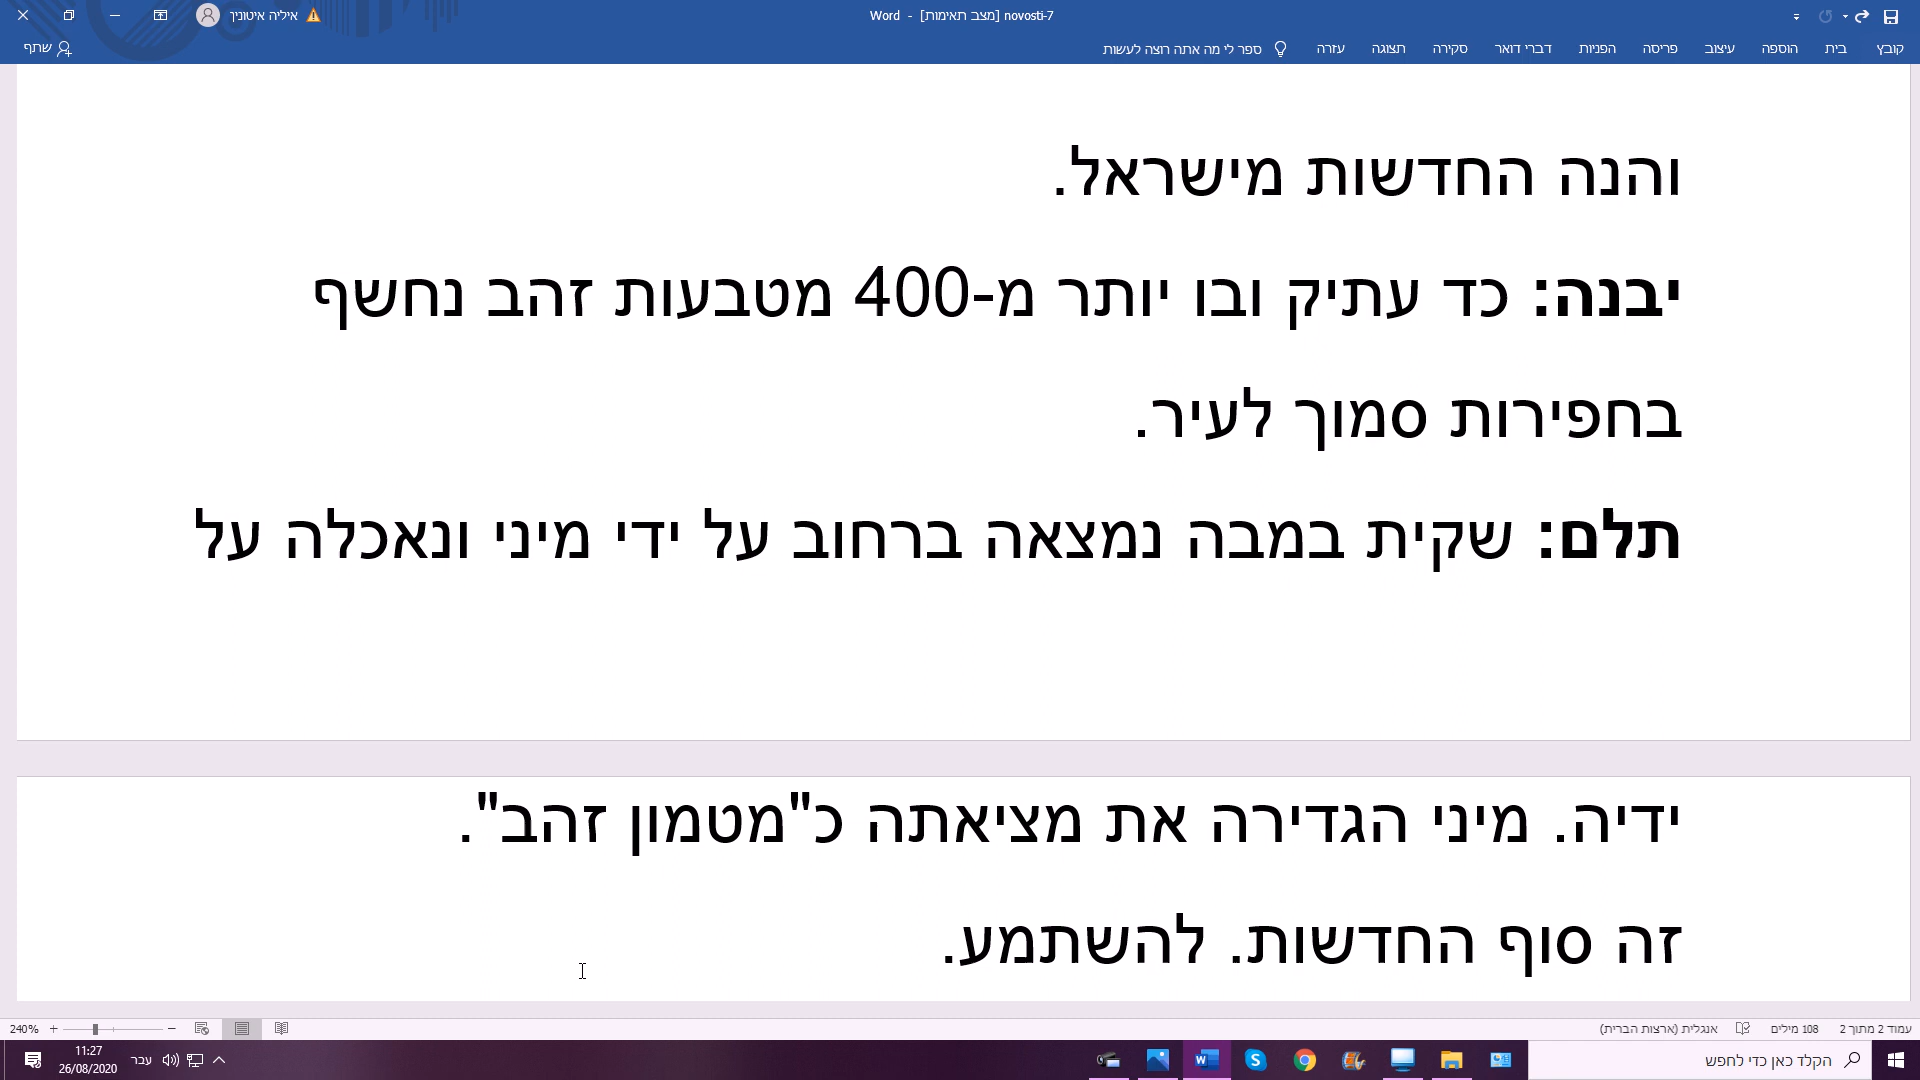 novosti-7 [מצב תאימות] - Word
איליה איטוניך
קובץ בית הוספה עיצוב פריסה הפניות דברי דואר סקירה תצוגה עזרה ספר לי מה אתה רוצה לעשות
שתף
והנה החדשות מישראל.
יבנה: כד עתיק ובו יותר מ-400 מטבעות זהב נחשף
בחפירות סמוך לעיר.
תלם: שקית במבה נמצאה ברחוב על ידי מיני ונאכלה על
ידיה. מיני הגדירה את מציאתה כ"מטמון זהב".
זה סוף החדשות. להשתמע.
עמוד 2 מתוך 2 108 מילים אנגלית (ארצות הברית)
240%
הקלד כאן כדי לחפש
עבר
11:27
26/08/2020